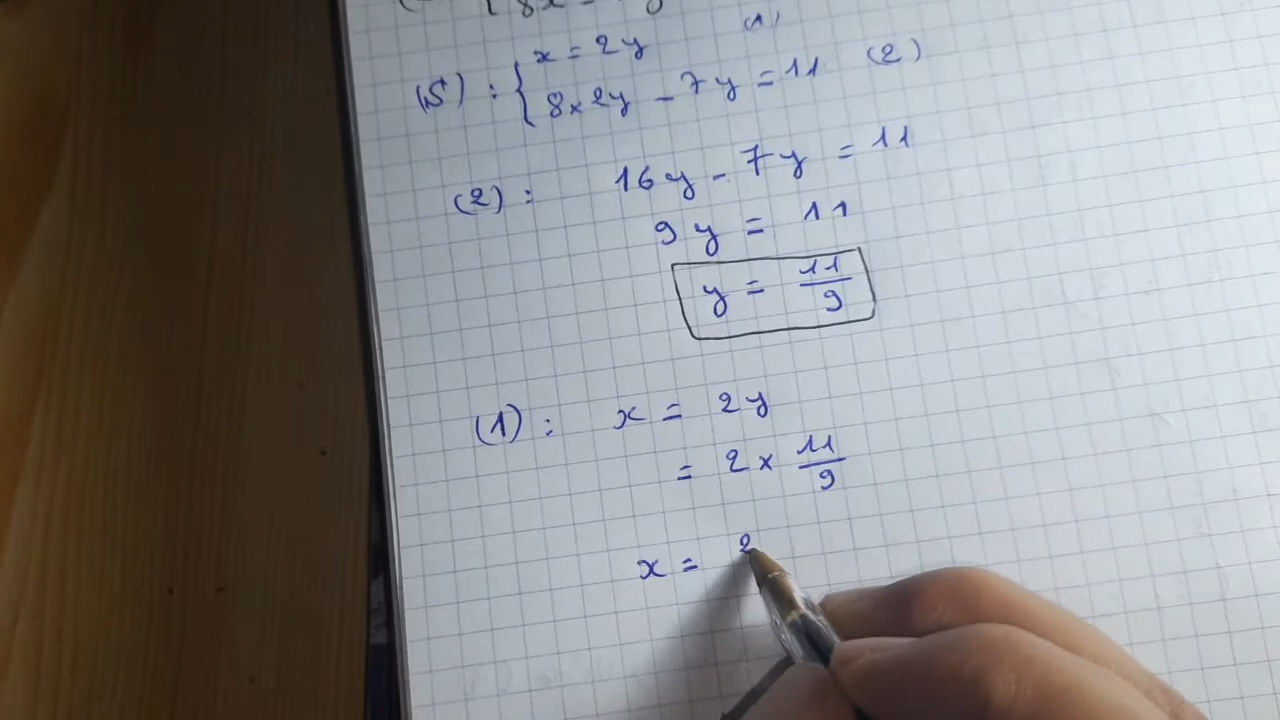 8x =
x = 2y (1)
(S) : { 8×2y - 7y = 11 (2)
(2) : 16y - 7y = 11
9y = 11
y = 11/9
(1) : x = 2y
= 2 × 11/9
x = 2